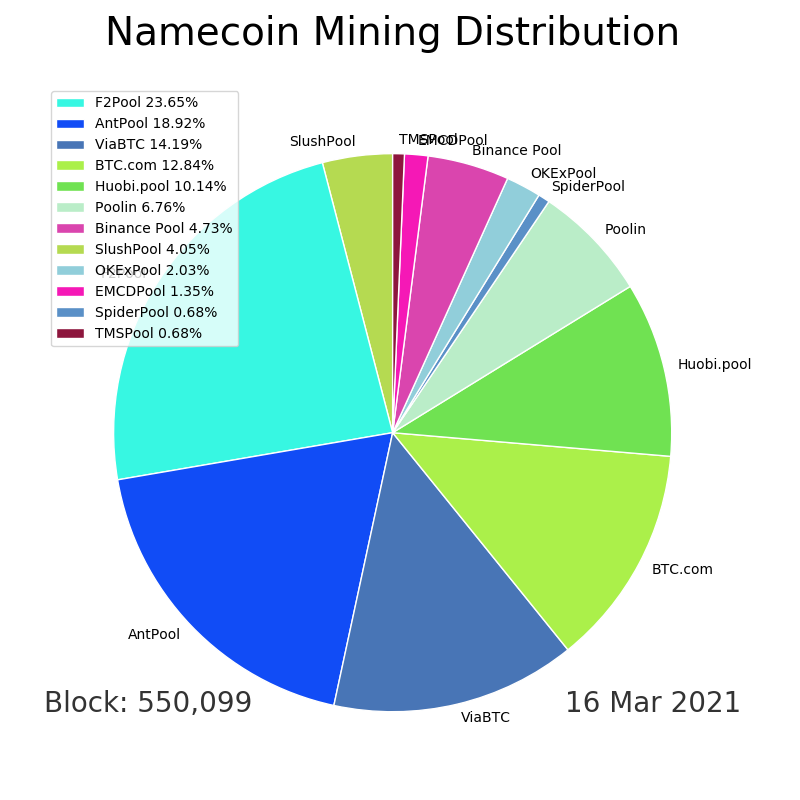 Namecoin Mining Distribution
F2Pool 23.65%
AntPool 18.92%
ViaBTC 14.19%
BTC.com 12.84%
Huobi.pool 10.14%
Poolin 6.76%
Binance Pool 4.73%
SlushPool 4.05%
OKExPool 2.03%
EMCDPool 1.35%
SpiderPool 0.68%
TMSPool 0.68%
SlushPool
TMSPool
EMCDPool
Binance Pool
OKExPool
SpiderPool
Poolin
F2Pool
Huobi.pool
BTC.com
AntPool
ViaBTC
Block: 550,099
16 Mar 2021